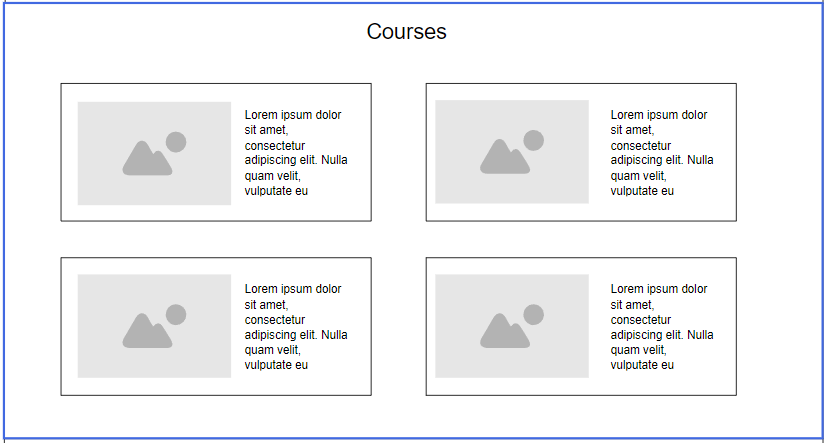 Courses
Lorem ipsum dolor
sit amet,
consectetur
adipiscing elit. Nulla
quam velit,
vulputate eu
Lorem ipsum dolor
sit amet,
consectetur
adipiscing elit. Nulla
quam velit,
vulputate eu
Lorem ipsum dolor
sit amet,
consectetur
adipiscing elit. Nulla
quam velit,
vulputate eu
Lorem ipsum dolor
sit amet,
consectetur
adipiscing elit. Nulla
quam velit,
vulputate eu